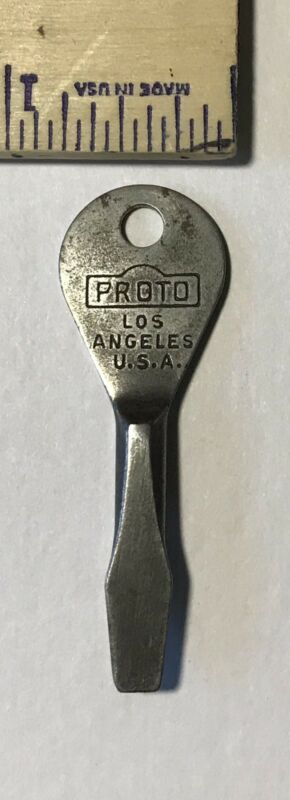 1
MADE IN USA
PROTO
LOS
ANGELES
U.S.A.